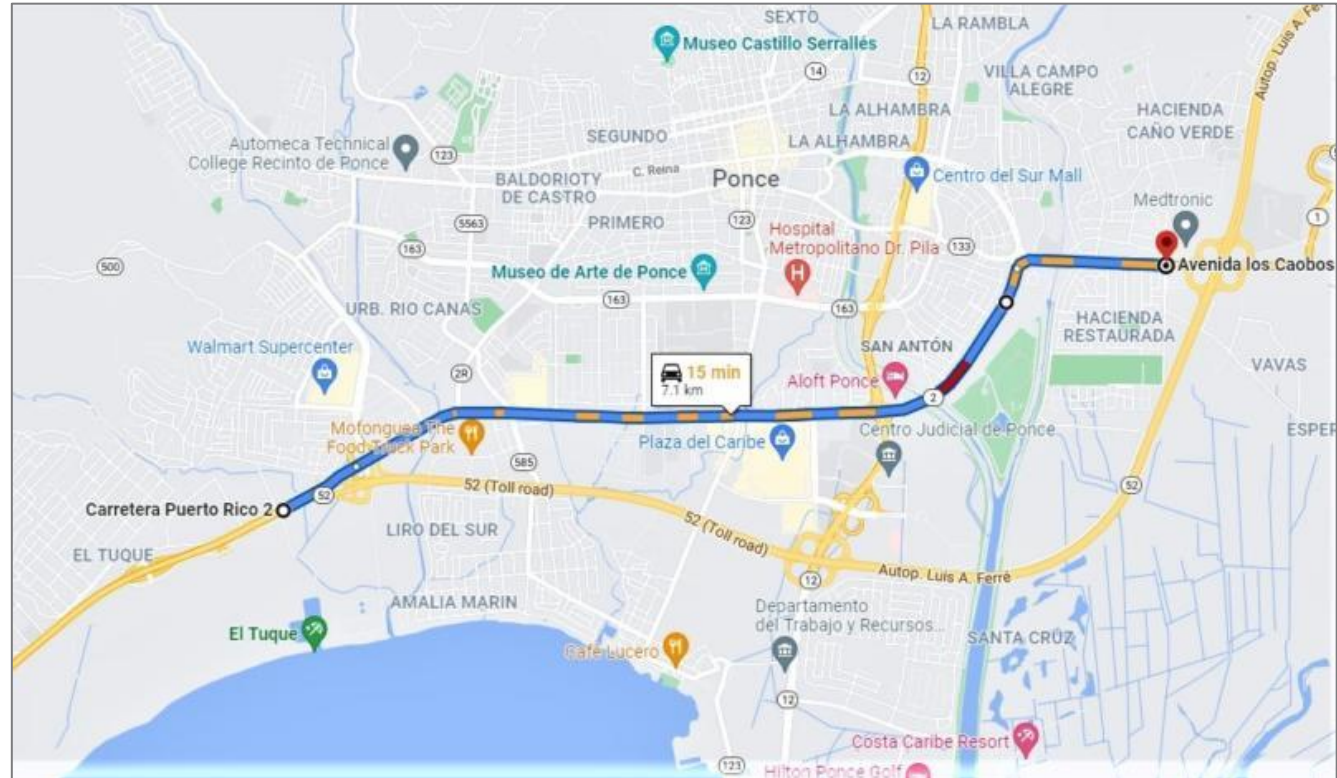 SEXTO
LA RAMBLA
Autop. Luis A. Fe
Museo Castillo Serrallés
14
12
VILLA CAMPO
ALEGRE
LA ALHAMBRA
HACIENDA
CAÑO VERDE
SEGUNDO
LA ALHAMBRA
Automeca Technical
College Recinto de Ponce
123
C. Reina
Ponce
Centro del Sur Mall
BALDORIOTY
DE CASTRO
Medtronic
PRIMERO
123
5563
1
Hospital
Metropolitano Dr. Pila
133
163
500
Museo de Arte de Ponce
Avenida los Caobos
163
163
URB. RIO CANAS
HACIENDA
RESTAURADA
Walmart Supercenter
SAN ANTÓN
VAVAS
15 min
7.1 km
2R
Aloft Ponce
2
Mofongueo The
Food Truck Park
Plaza del Caribe
Centro Judicial de Ponce
ESPER
585
52
52 (Toll road)
52
Carretera Puerto Rico 2
LIRO DEL SUR
52 (Toll road)
EL TUQUE
12
Autop. Luis A. Ferré
AMALIA MARIN
Departamento
del Trabajo y Recursos...
El Tuque
Café Lucero
SANTA CRÚZ
12
Costa Caribe Resort
123
Hilton Ponce Golf